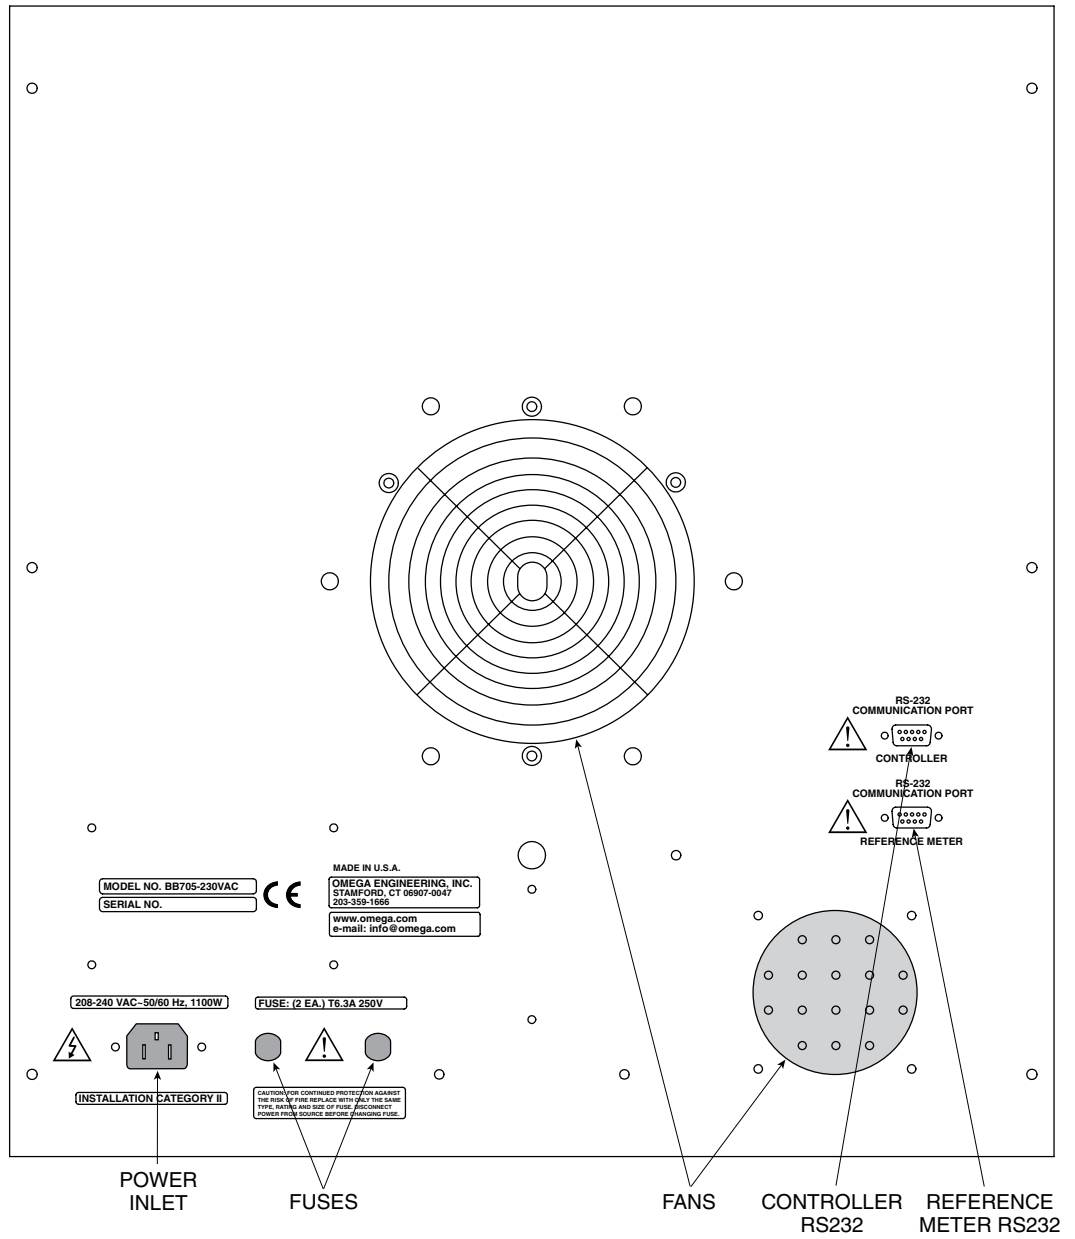 RS-232
COMMUNICATION PORT
CONTROLLER
RS-232
COMMUNICATION PORT
REFERENCE METER
MADE IN U.S.A.
MODEL NO. BB705-230VAC
SERIAL NO.
CE
OMEGA ENGINEERING, INC.
STAMFORD, CT 06907-0047
203-359-1666
www.omega.com
e-mail: info@omega.com
208-240 VAC~50/60 Hz, 1100W
FUSE: (2 EA.) T6.3A 250V
INSTALLATION CATEGORY II
CAUTION: FOR CONTINUED PROTECTION AGAINST
THE RISK OF FIRE REPLACE WITH ONLY THE SAME
TYPE, RATING AND SIZE OF FUSE. DISCONNECT
POWER FROM SOURCE BEFORE CHANGING FUSE.
POWER
INLET
FUSES
FANS
CONTROLLER
RS232
REFERENCE
METER RS232